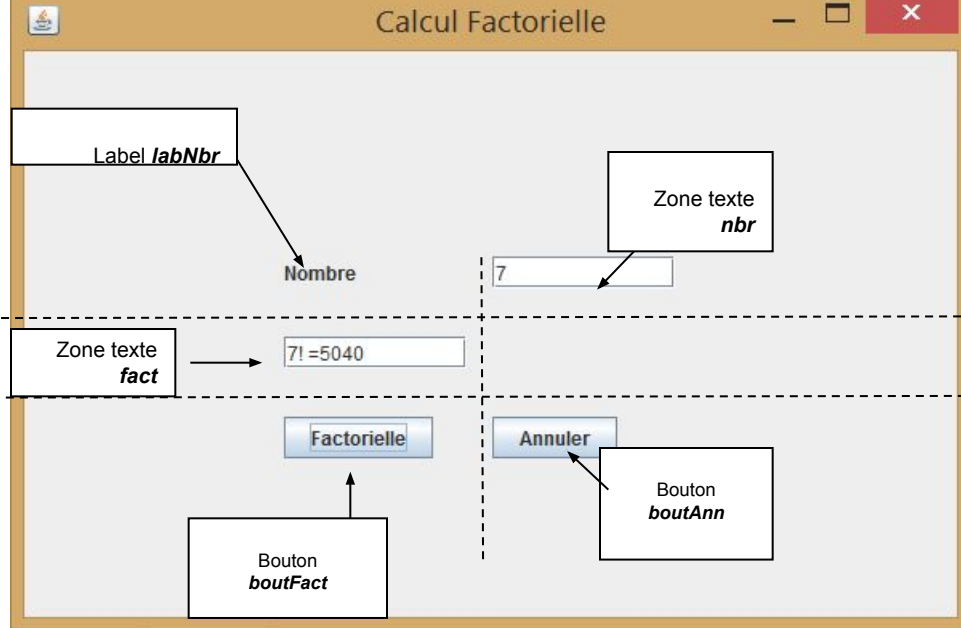 Calcul Factorielle
Label labNbr
Zone texte
nbr
Nombre
7
Zone texte
fact
7! =5040
Factorielle
Annuler
Bouton
boutAnn
Bouton
boutFact